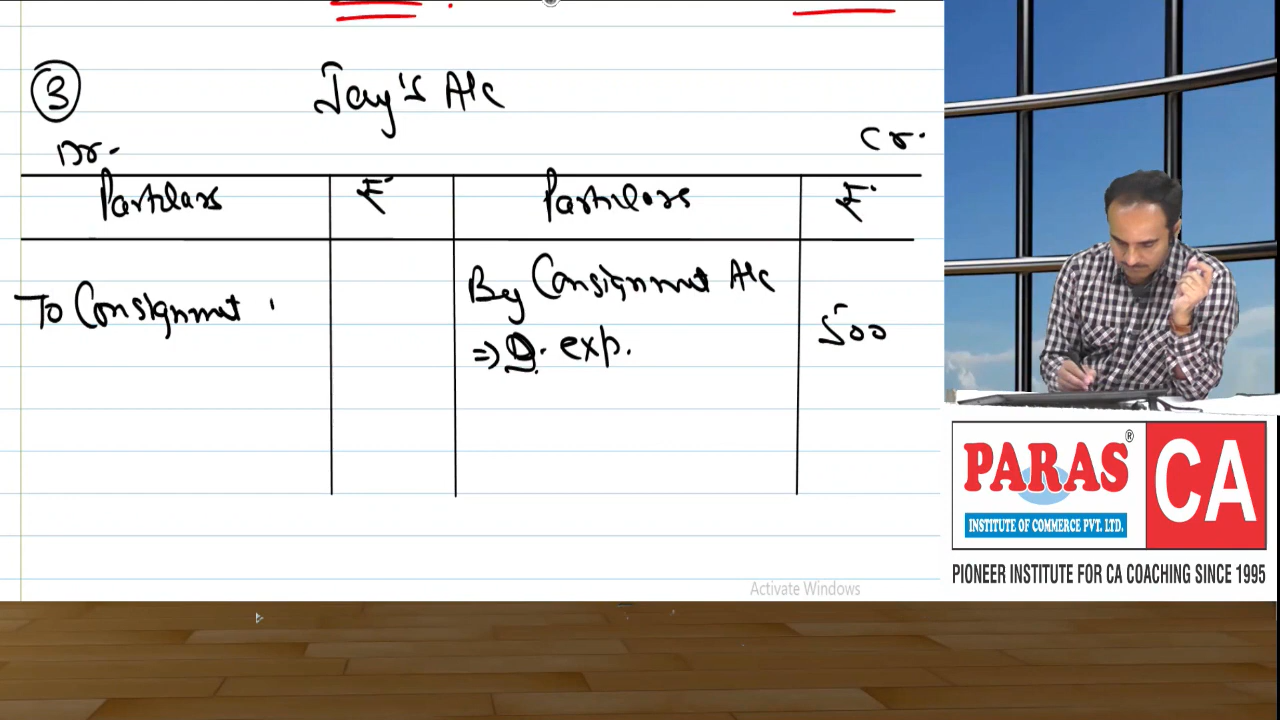 3
Jay's A/c
Dr.
Cr.
Particulars ₹ Particulars ₹
To Consignment
By Consignment A/c
⇒ D. exp. 500
PARAS®
INSTITUTE OF COMMERCE PVT. LTD.
CA
PIONEER INSTITUTE FOR CA COACHING SINCE 1995
Activate Windows